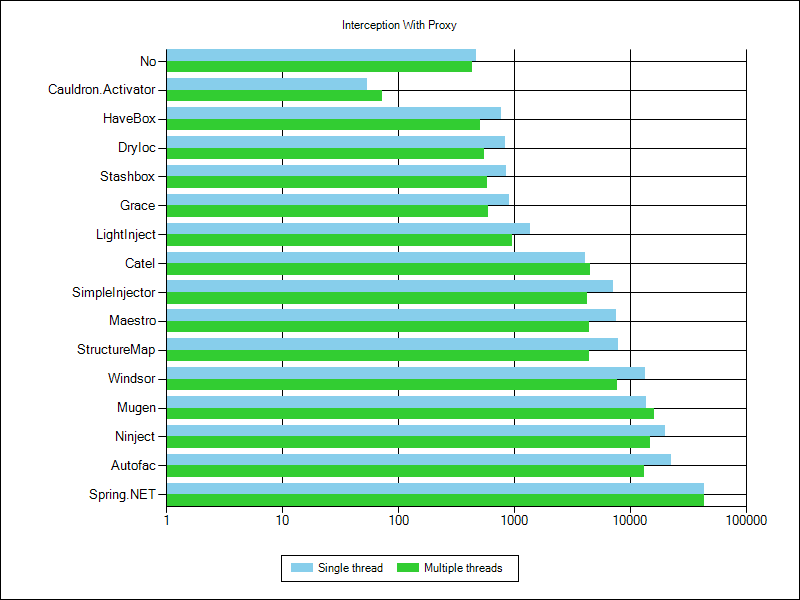 Interception With Proxy
No
Cauldron.Activator
HaveBox
DryIoc
Stashbox
Grace
LightInject
Catel
SimpleInjector
Maestro
StructureMap
Windsor
Mugen
Ninject
Autofac
Spring.NET
1 10 100 1000 10000 100000
Single thread Multiple threads